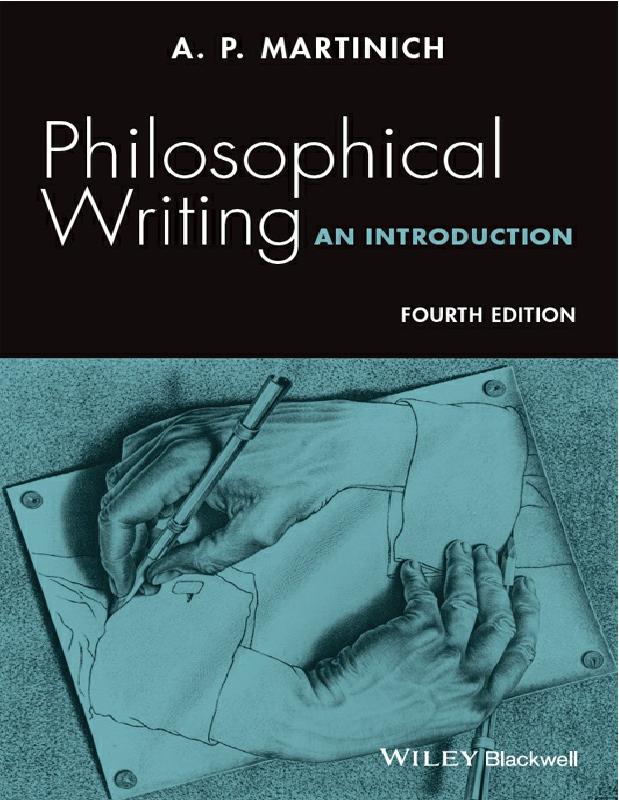 A. P. MARTINICH
Philosophical
Writing AN INTRODUCTION
FOURTH EDITION
WILEY Blackwell